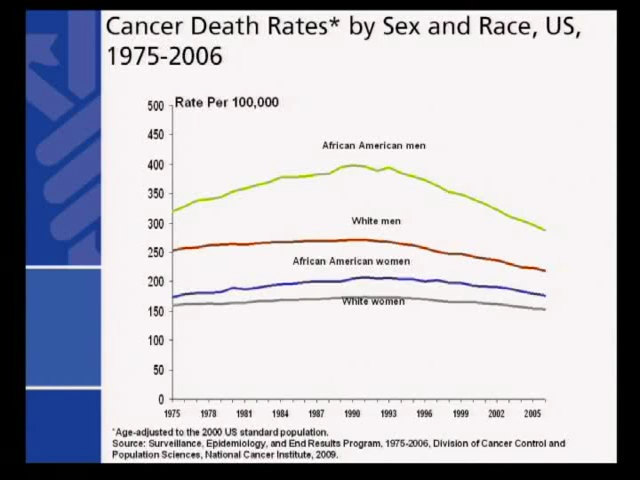 Cancer Death Rates* by Sex and Race, US,
1975-2006
Rate Per 100,000
500
450
400
350
300
250
200
150
100
50
0
African American men
White men
African American women
White women
1975 1978 1981 1984 1987 1990 1993 1996 1999 2002 2005
*Age-adjusted to the 2000 US standard population.
Source: Surveillance, Epidemiology, and End Results Program, 1975-2006, Division of Cancer Control and
Population Sciences, National Cancer Institute, 2009.